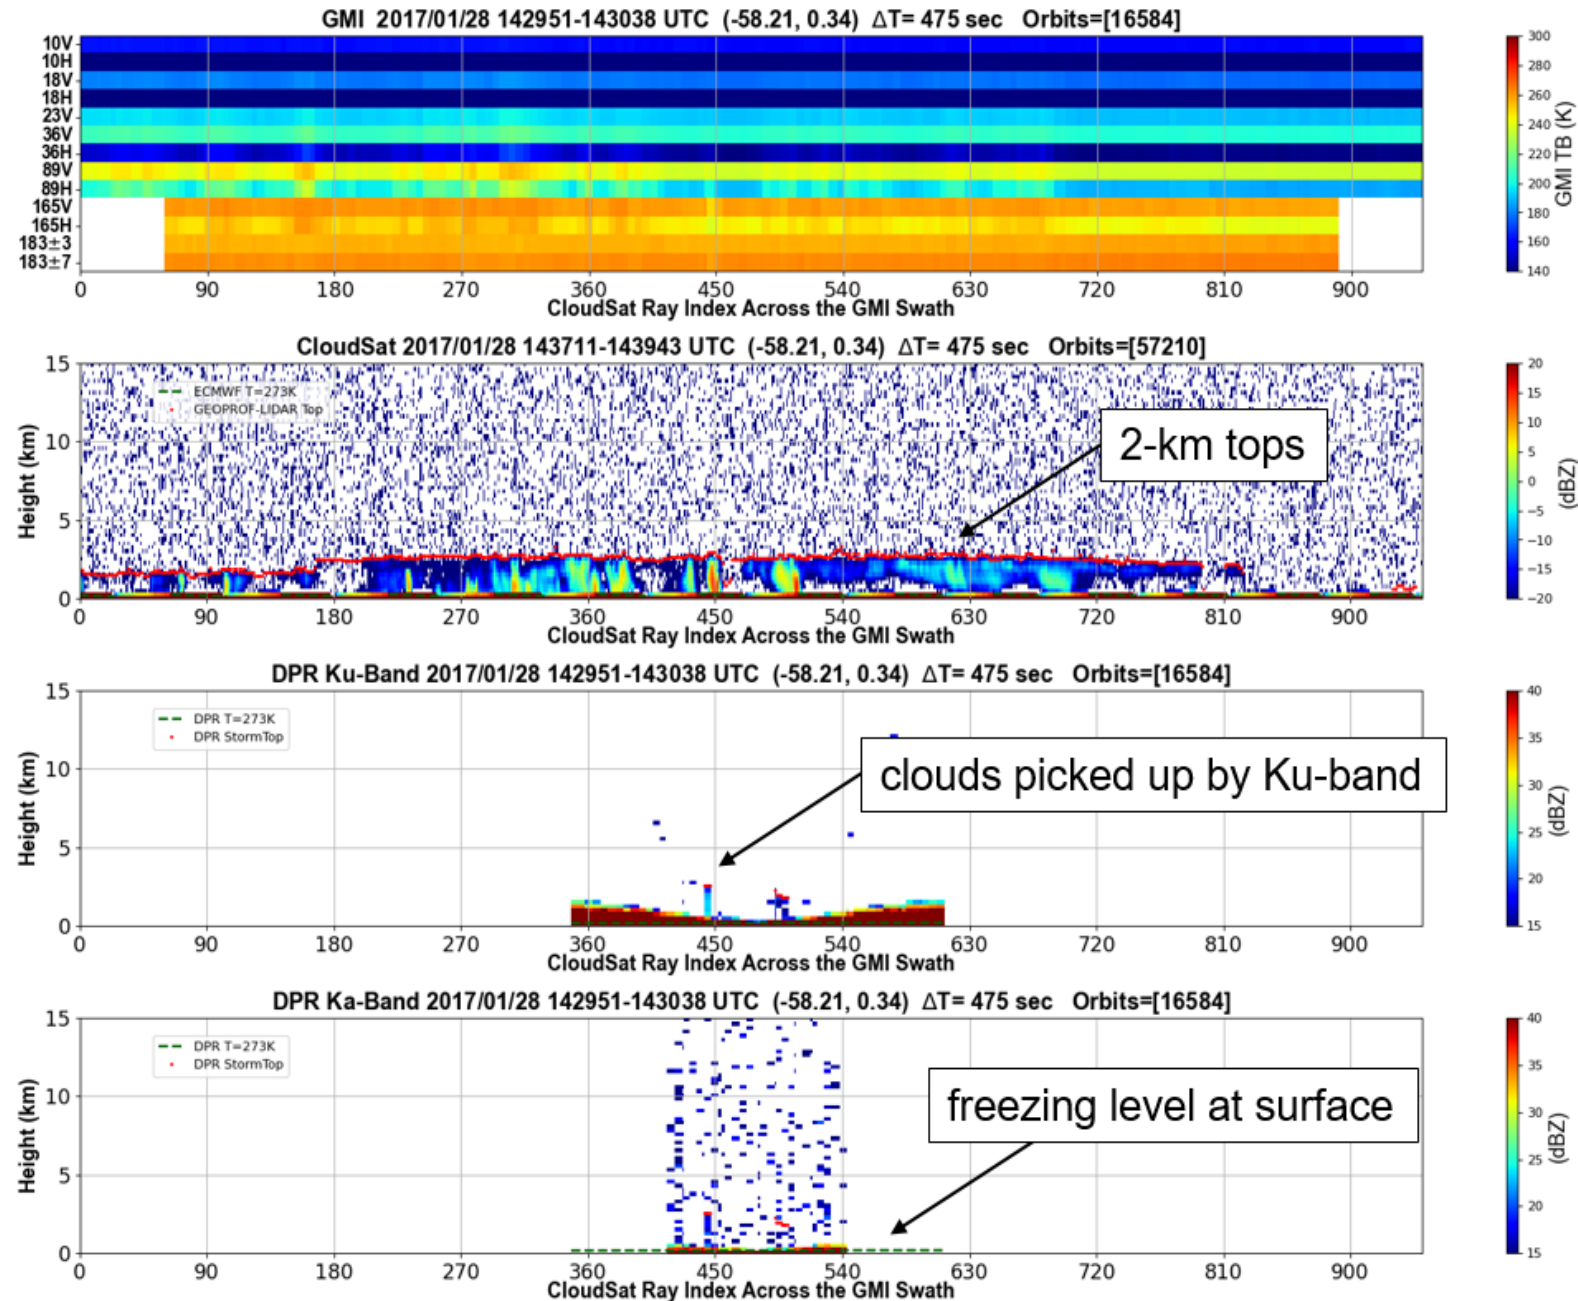 GMI 2017/01/28 142951-143038 UTC (-58.21, 0.34) ΔT= 475 sec Orbits=[16584]
10V
10H
18V
18H
23V
36V
36H
89V
89H
165V
165H
183±3
183±7
0 90 180 270 360 450 540 630 720 810 900
CloudSat Ray Index Across the GMI Swath
300
280
260
240
220
200
180
160
140
GMI TB (K)
CloudSat 2017/01/28 143711-143943 UTC (-58.21, 0.34) ΔT= 475 sec Orbits=[57210]
15
10
5
0
Height (km)
ECMWF T=273K
GEOPROF-LIDAR Top
2-km tops
0 90 180 270 360 450 540 630 720 810 900
CloudSat Ray Index Across the GMI Swath
20
15
10
5
0
−5
−10
−15
−20
(dBZ)
DPR Ku-Band 2017/01/28 142951-143038 UTC (-58.21, 0.34) ΔT= 475 sec Orbits=[16584]
15
10
5
0
Height (km)
DPR T=273K
DPR StormTop
clouds picked up by Ku-band
0 90 180 270 360 450 540 630 720 810 900
CloudSat Ray Index Across the GMI Swath
40
35
30
25
20
15
(dBZ)
DPR Ka-Band 2017/01/28 142951-143038 UTC (-58.21, 0.34) ΔT= 475 sec Orbits=[16584]
15
10
5
0
Height (km)
DPR T=273K
DPR StormTop
freezing level at surface
0 90 180 270 360 450 540 630 720 810 900
CloudSat Ray Index Across the GMI Swath
40
35
30
25
20
15
(dBZ)